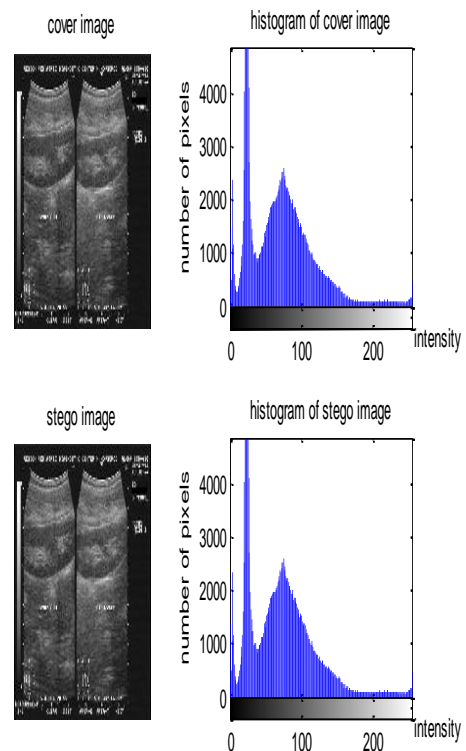 cover image
histogram of cover image
number of pixels
4000
3000
2000
1000
0
0 100 200
intensity
stego image
histogram of stego image
number of pixels
4000
3000
2000
1000
0
0 100 200
intensity